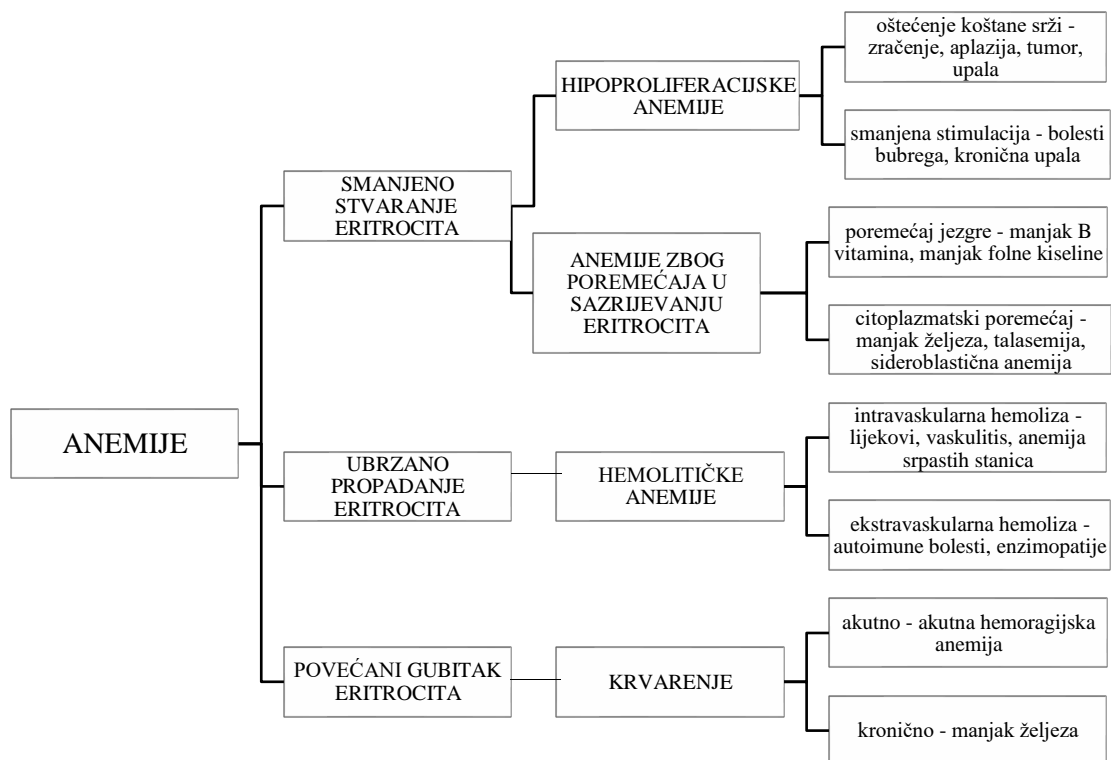 ANEMIJE
SMANJENO
STVARANJE
ERITROCITA
HIPOPROLIFERACIJSKE
ANEMIJE
oštećenje koštane srži -
zračenje, aplazija, tumor,
upala
smanjena stimulacija - bolesti
bubrega, kronična upala
ANEMIJE ZBOG
POREMEĆAJA U
SAZRIJEVANJU
ERITROCITA
poremećaj jezgre - manjak B
vitamina, manjak folne kiseline
citoplazmatski poremećaj -
manjak željeza, talasemija,
sideroblastična anemija
UBRZANO
PROPADANJE
ERITROCITA
HEMOLITIČKE
ANEMIJE
intravaskularna hemoliza -
lijekovi, vaskulitis, anemija
srpastih stanica
ekstravaskularna hemoliza -
autoimune bolesti, enzimopatije
POVEĆANI GUBITAK
ERITROCITA
KRVARENJE
akutno - akutna hemoragijska
anemija
kronično - manjak željeza